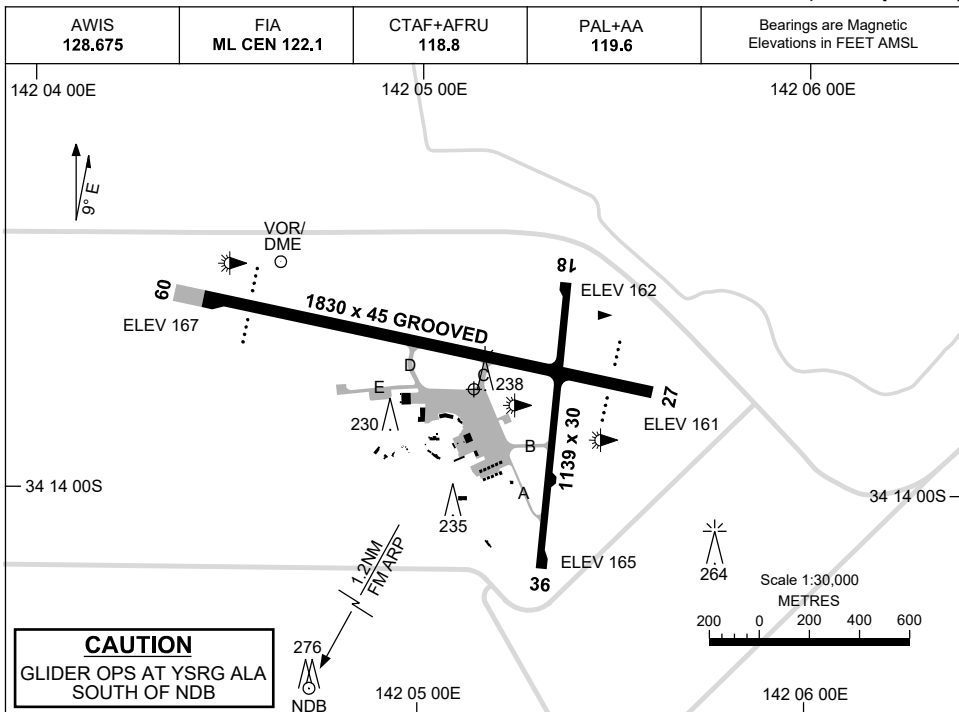 AWIS
128.675
FIA
ML CEN 122.1
CTAF+AFRU
118.8
PAL+AA
119.6
Bearings are Magnetic
Elevations in FEET AMSL
142 04 00E
142 05 00E
142 06 00E
9° E
VOR/
DME
18
ELEV 162
09
1830 x 45 GROOVED
ELEV 167
D
C
238
E
27
ELEV 161
230
1139 x 30
B
34 14 00S
A
34 14 00S
235
ELEV 165
36
264
1.2NM
FM ARP
N
Scale 1:30,000
METRES
200 0 200 400 600
CAUTION
GLIDER OPS AT YSRG ALA
SOUTH OF NDB
276
NDB
142 05 00E
142 06 00E